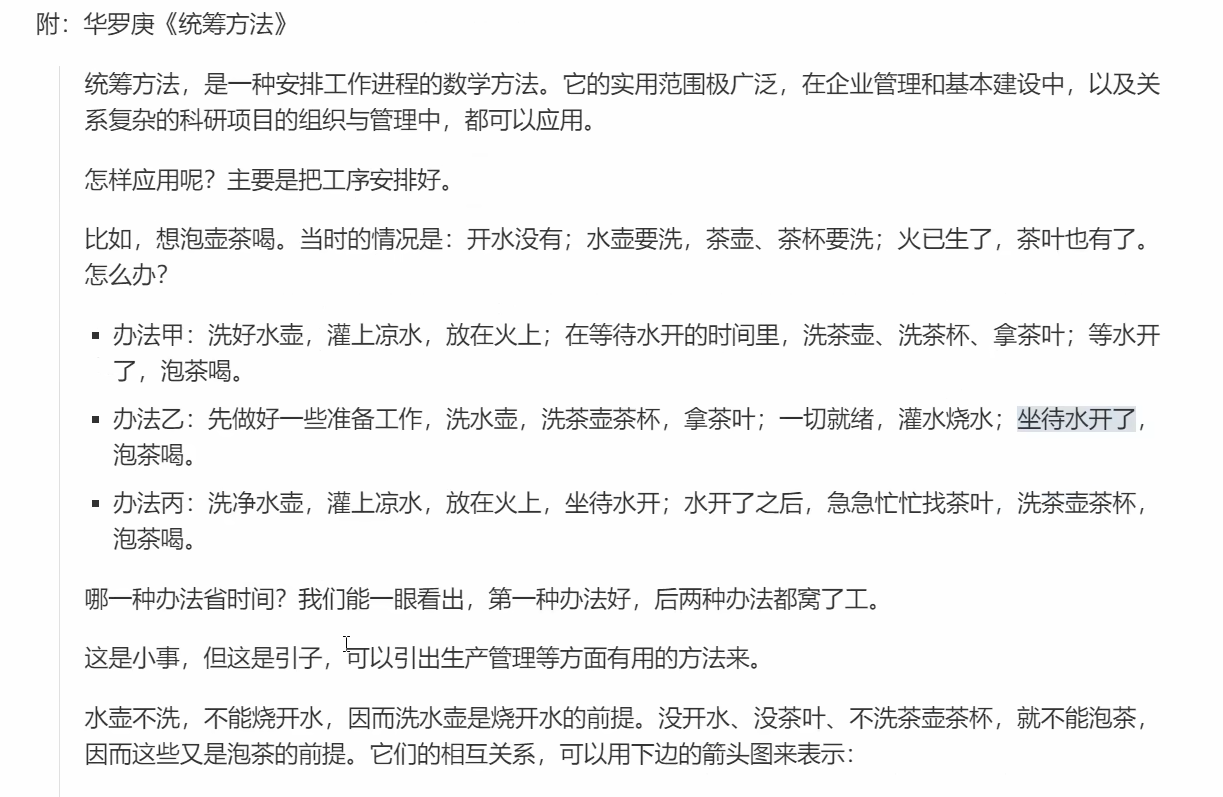 附：华罗庚《统筹方法》
统筹方法，是一种安排工作进程的数学方法。它的实用范围极广泛，在企业管理和基本建设中，以及关
系复杂的科研项目的组织与管理中，都可以应用。
怎样应用呢？主要是把工序安排好。
比如，想泡壶茶喝。当时的情况是：开水没有；水壶要洗，茶壶、茶杯要洗；火已生了，茶叶也有了。
怎么办？
▪ 办法甲：洗好水壶，灌上凉水，放在火上；在等待水开的时间里，洗茶壶、洗茶杯、拿茶叶；等水开
了，泡茶喝。
▪ 办法乙：先做好一些准备工作，洗水壶，洗茶壶茶杯，拿茶叶；一切就绪，灌水烧水；坐待水开了，
泡茶喝。
▪ 办法丙：洗净水壶，灌上凉水，放在火上，坐待水开；水开了之后，急急忙忙找茶叶，洗茶壶茶杯，
泡茶喝。
哪一种办法省时间？我们能一眼看出，第一种办法好，后两种办法都窝了工。
这是小事，但这是引子，可以引出生产管理等方面有用的方法来。
水壶不洗，不能烧开水，因而洗水壶是烧开水的前提。没开水、没茶叶、不洗茶壶茶杯，就不能泡茶，
因而这些又是泡茶的前提。它们的相互关系，可以用下边的箭头图来表示：